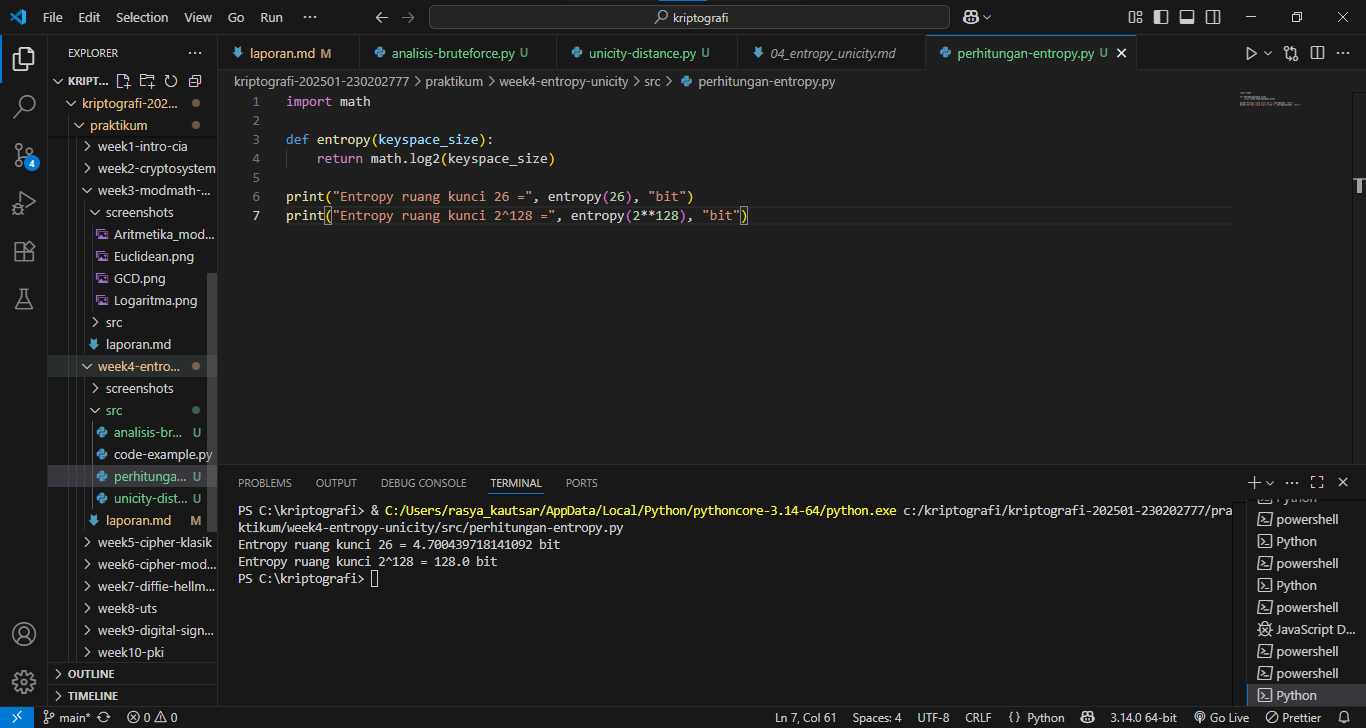 File Edit Selection View Go Run ···
kriptografi
EXPLORER
laporan.md M
analisis-bruteforce.py U
unicity-distance.py U
04_entropy_unicity.md
perhitungan-entropy.py U
KRIPT...
kriptografi-202501-230202777 > praktikum > week4-entropy-unicity > src > perhitungan-entropy.py
kriptografi-202...
praktikum
week1-intro-cia
week2-cryptosystem
week3-modmath-...
screenshots
Aritmetika_mod...
Euclidean.png
GCD.png
Logaritma.png
src
laporan.md
week4-entro...
screenshots
src
analisis-br... U
code-example.py
perhitunga... U
unicity-dist... U
laporan.md M
week5-cipher-klasik
week6-cipher-mod...
week7-diffie-hellm...
week8-uts
week9-digital-sign...
week10-pki
OUTLINE
TIMELINE
4
1 import math
2
3 def entropy(keyspace_size):
4 return math.log2(keyspace_size)
5
6 print("Entropy ruang kunci 26 =", entropy(26), "bit")
7 print("Entropy ruang kunci 2^128 =", entropy(2**128), "bit")
PROBLEMS OUTPUT DEBUG CONSOLE TERMINAL PORTS
PS C:\kriptografi> & C:/Users/rasya_kautsar/AppData/Local/Python/pythoncore-3.14-64/python.exe c:/kriptografi/kriptografi-202501-230202777/pra
ktikum/week4-entropy-unicity/src/perhitungan-entropy.py
Entropy ruang kunci 26 = 4.700439718141092 bit
Entropy ruang kunci 2^128 = 128.0 bit
PS C:\kriptografi>
Python
powershell
Python
powershell
Python
powershell
JavaScript D...
powershell
powershell
Python
main* 0 0
Ln 7, Col 61 Spaces: 4 UTF-8 CRLF {} Python 3.14.0 64-bit Go Live Prettier